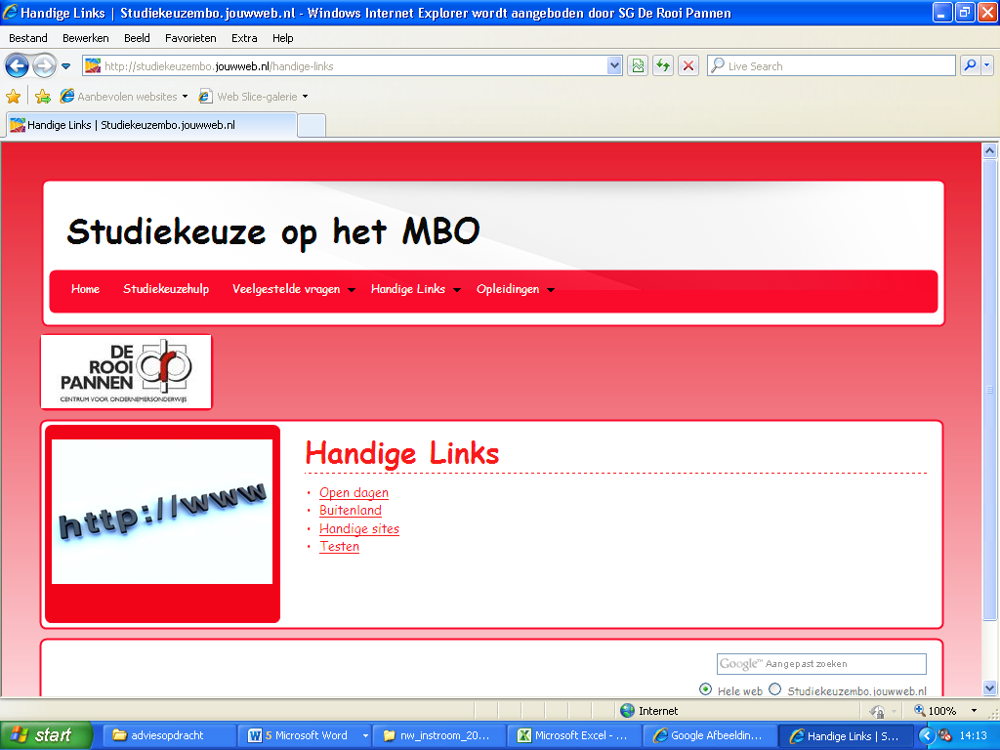 Handige Links | Studiekeuzembo.jouwweb.nl - Windows Internet Explorer wordt aangeboden door SG De Rooi Pannen
Bestand Bewerken Beeld Favorieten Extra Help
http://studiekeuzembo.jouwweb.nl/handige-links Live Search
Aanbevolen websites Web Slice-galerie
Handige Links | Studiekeuzembo.jouwweb.nl
Studiekeuze op het MBO
Home Studiekeuzehulp Veelgestelde vragen Handige Links Opleidingen
DE
ROOI
PANNEN
CENTRUM VOOR ONDERNEMERSONDERWIJS
http://www
Handige Links
• Open dagen
• Buitenland
• Handige sites
• Testen
Google™ Aangepast zoeken
Hele web Studiekeuzembo.jouwweb.nl
Internet 100%
start adviesopdracht 5 Microsoft Word nw_instroom_20... Microsoft Excel - ... Google Afbeeldin... Handige Links | S... 14:13